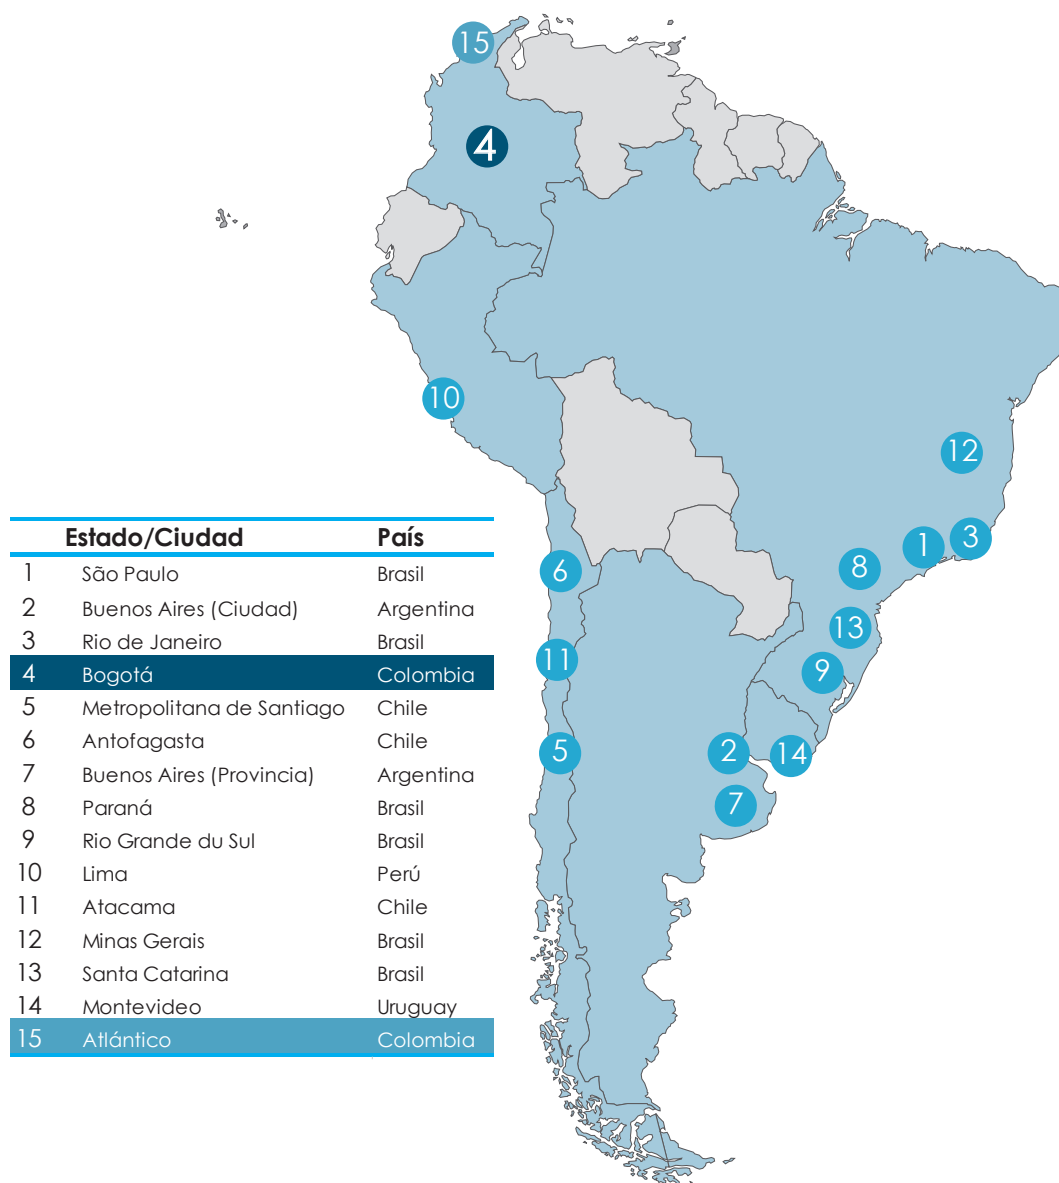 15
4
10
12
3
1
8
6
13
11
9
5
2
14
7
Estado/Ciudad País
1 São Paulo Brasil
2 Buenos Aires (Ciudad) Argentina
3 Rio de Janeiro Brasil
4 Bogotá Colombia
5 Metropolitana de Santiago Chile
6 Antofagasta Chile
7 Buenos Aires (Provincia) Argentina
8 Paraná Brasil
9 Rio Grande du Sul Brasil
10 Lima Perú
11 Atacama Chile
12 Minas Gerais Brasil
13 Santa Catarina Brasil
14 Montevideo Uruguay
15 Atlántico Colombia